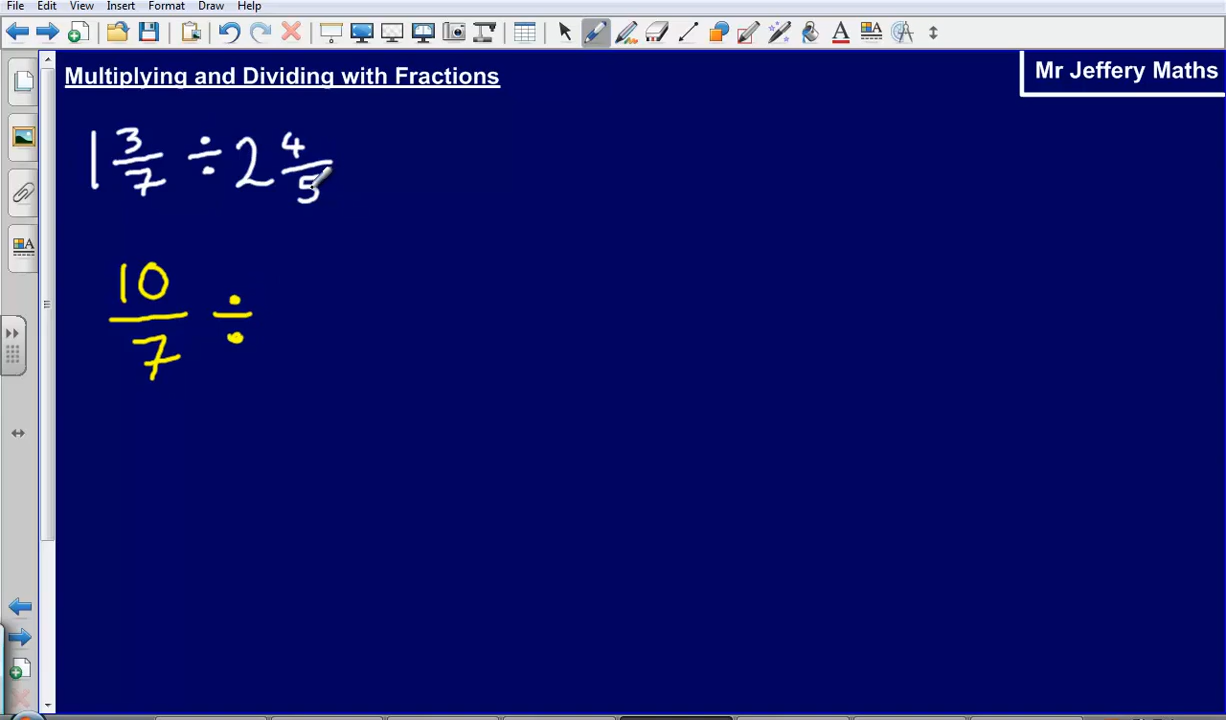 File Edit View Insert Format Draw Help
Multiplying and Dividing with Fractions
Mr Jeffery Maths
1 3/7 ÷ 2 4/5
10/7 ÷